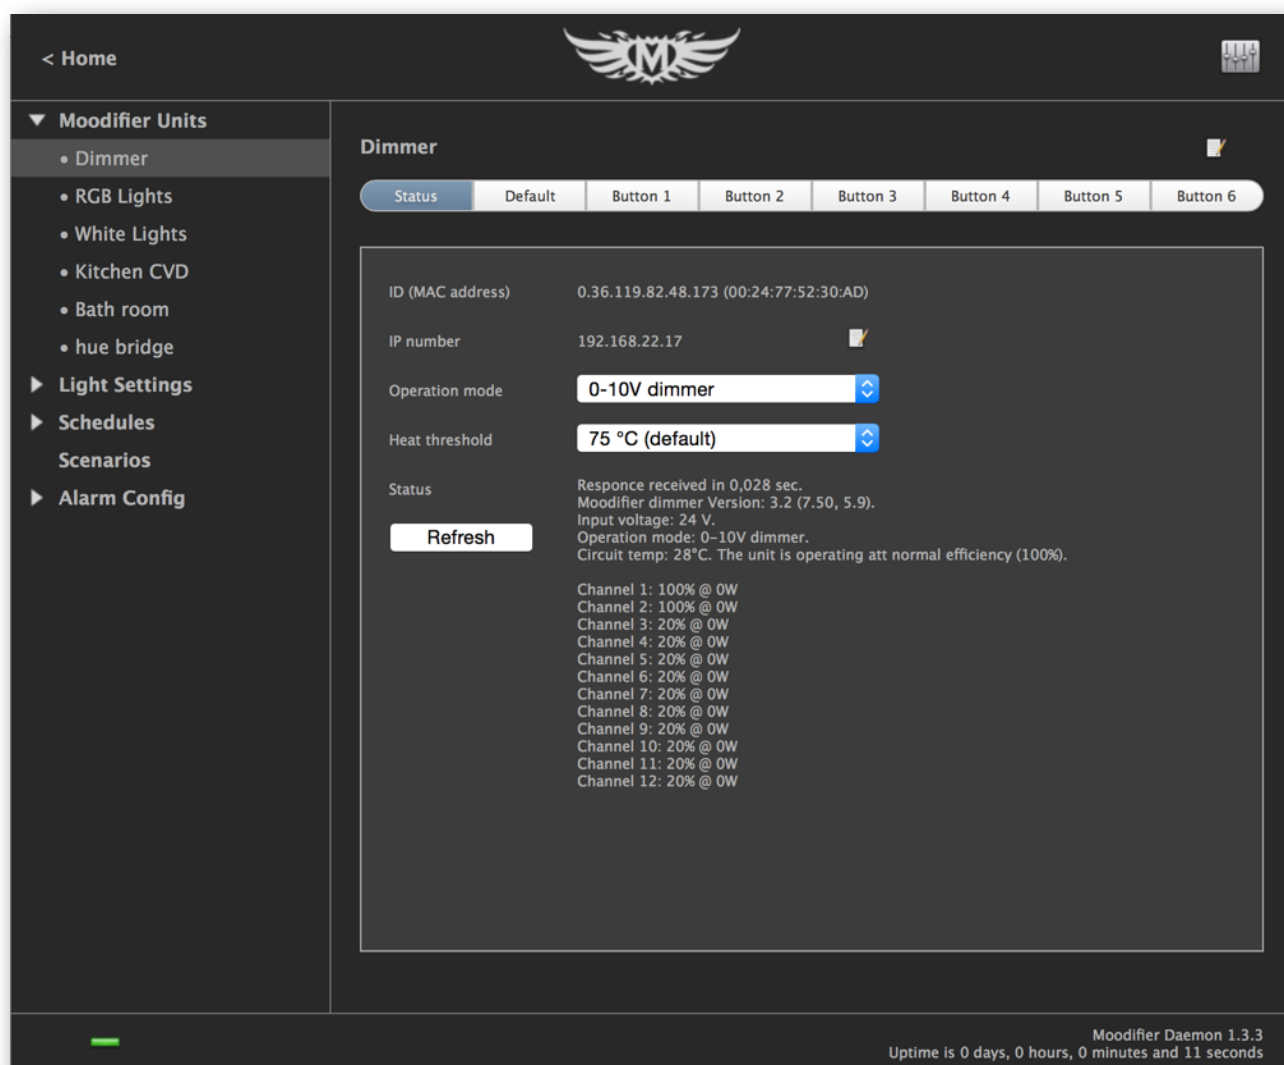 < Home
M
Moodifier Units
• Dimmer
• RGB Lights
• White Lights
• Kitchen CVD
• Bath room
• hue bridge
Light Settings
Schedules
Scenarios
Alarm Config
Dimmer
Status Default Button 1 Button 2 Button 3 Button 4 Button 5 Button 6
ID (MAC address) 0.36.119.82.48.173 (00:24:77:52:30:AD)
IP number 192.168.22.17
Operation mode 0-10V dimmer
Heat threshold 75 °C (default)
Status
Refresh
Responce received in 0,028 sec.
Moodifier dimmer Version: 3.2 (7.50, 5.9).
Input voltage: 24 V.
Operation mode: 0-10V dimmer.
Circuit temp: 28°C. The unit is operating att normal efficiency (100%).
Channel 1: 100% @ 0W
Channel 2: 100% @ 0W
Channel 3: 20% @ 0W
Channel 4: 20% @ 0W
Channel 5: 20% @ 0W
Channel 6: 20% @ 0W
Channel 7: 20% @ 0W
Channel 8: 20% @ 0W
Channel 9: 20% @ 0W
Channel 10: 20% @ 0W
Channel 11: 20% @ 0W
Channel 12: 20% @ 0W
Moodifier Daemon 1.3.3
Uptime is 0 days, 0 hours, 0 minutes and 11 seconds